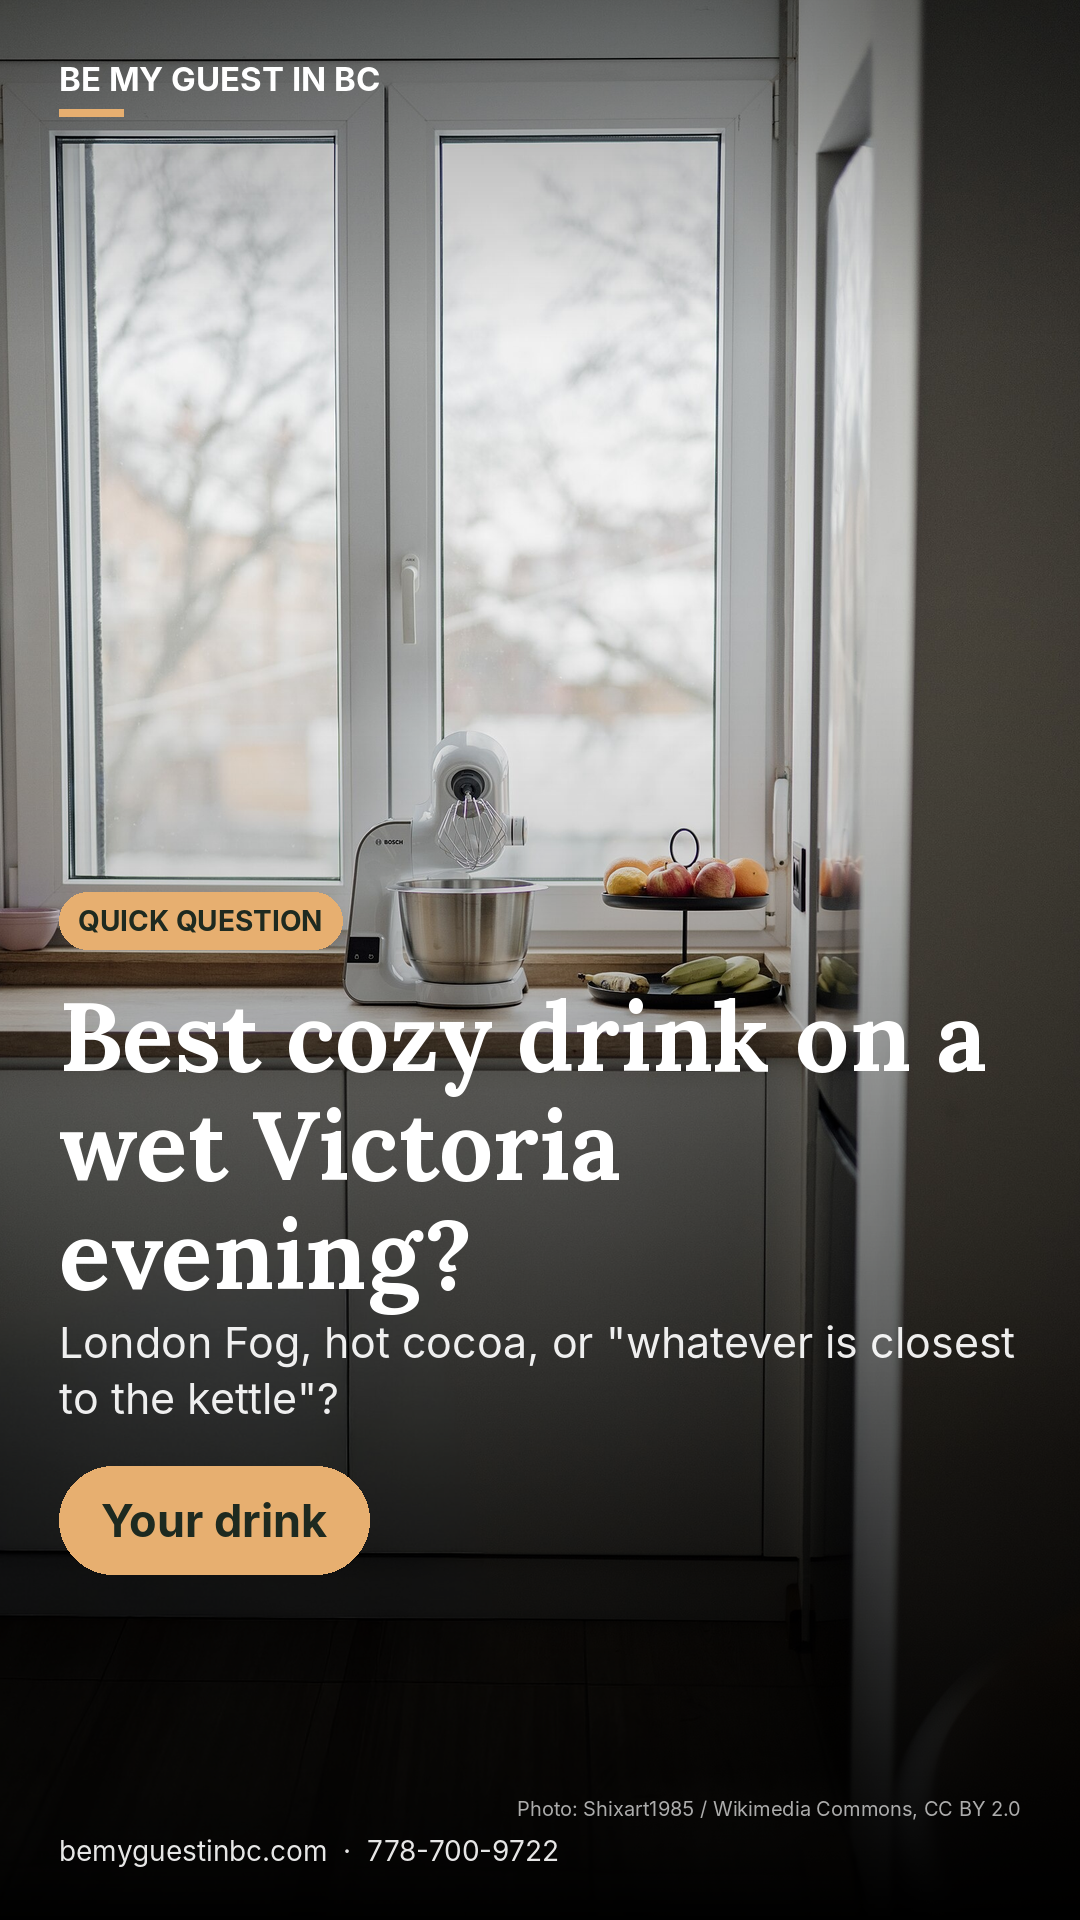 BE MY GUEST IN BC
BOSCH
QUICK QUESTION
Best cozy drink on a
wet Victoria
evening?
London Fog, hot cocoa, or "whatever is closest
to the kettle"?
Your drink
Photo: Shixart1985 / Wikimedia Commons, CC BY 2.0
bemyguestinbc.com · 778-700-9722